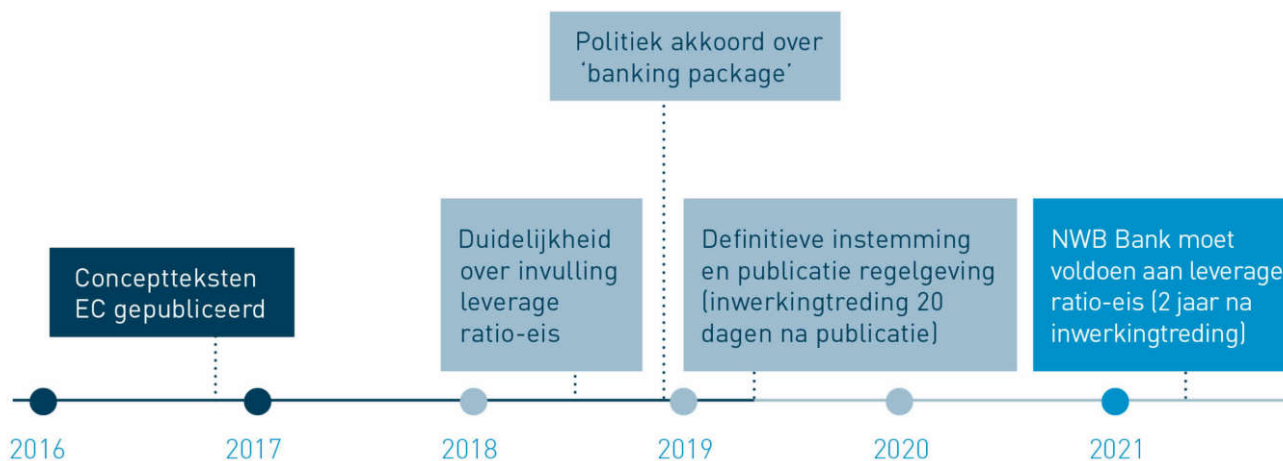 Politiek akkoord over
‘banking package’
Concептteksten
EC gepubliceerd
Duidelijkheid
over invulling
leverage
ratio-eis
Definitieve instemming
en publicatie regelgeving
(inwerkingtreding 20
dagen na publicatie)
NWB Bank moet
voldoen aan leverage
ratio-eis (2 jaar na
inwerkingtreding)
2016
2017
2018
2019
2020
2021